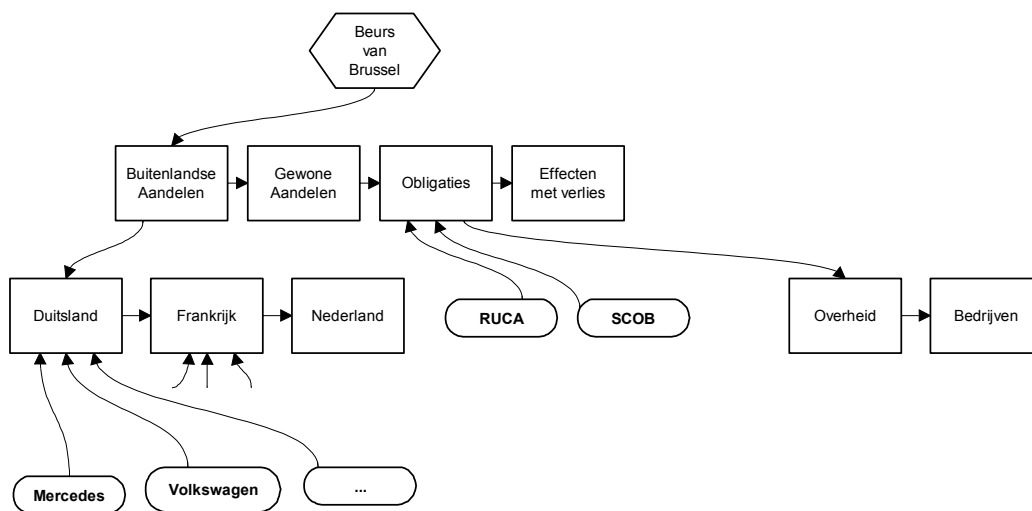 Beurs
van
Brussel
Buitenlandse
Aandelen
Gewone
Aandelen
Obligaties
Effecten
met verlies
Duitsland
Frankrijk
Nederland
RUCA
SCOB
Overheid
Bedrijven
Mercedes
Volkswagen
...